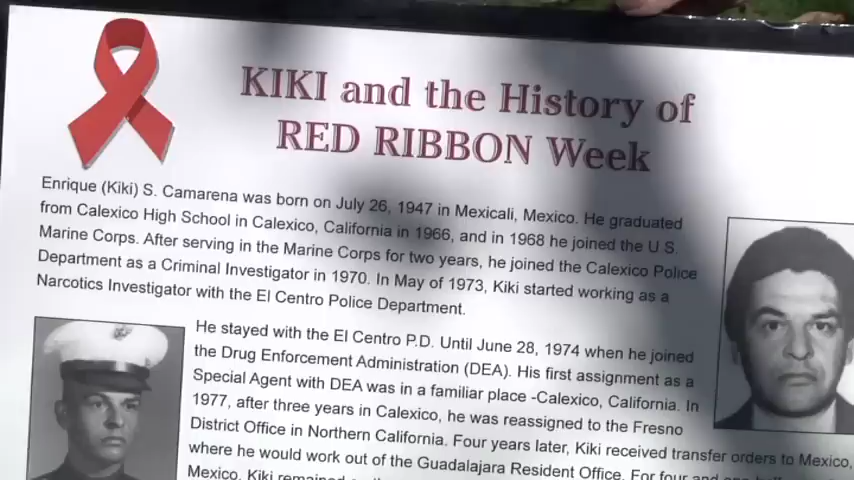 KIKI and the History of
RED RIBBON Week
Enrique (Kiki) S. Camarena was born on July 26, 1947 in Mexicali, Mexico. He graduated
from Calexico High School in Calexico, California in 1966, and in 1968 he joined the U S.
Marine Corps. After serving in the Marine Corps for two years, he joined the Calexico Police
Department as a Criminal Investigator in 1970. In May of 1973, Kiki started working as a
Narcotics Investigator with the El Centro Police Department.
He stayed with the El Centro P.D. Until June 28, 1974 when he joined
the Drug Enforcement Administration (DEA). His first assignment as a
Special Agent with DEA was in a familiar place -Calexico, California. In
1977, after three years in Calexico, he was reassigned to the Fresno
District Office in Northern California. Four years later, Kiki received transfer orders to Mexico,
where he would work out of the Guadalajara Resident Office. For four and
Mexico, Kiki remained